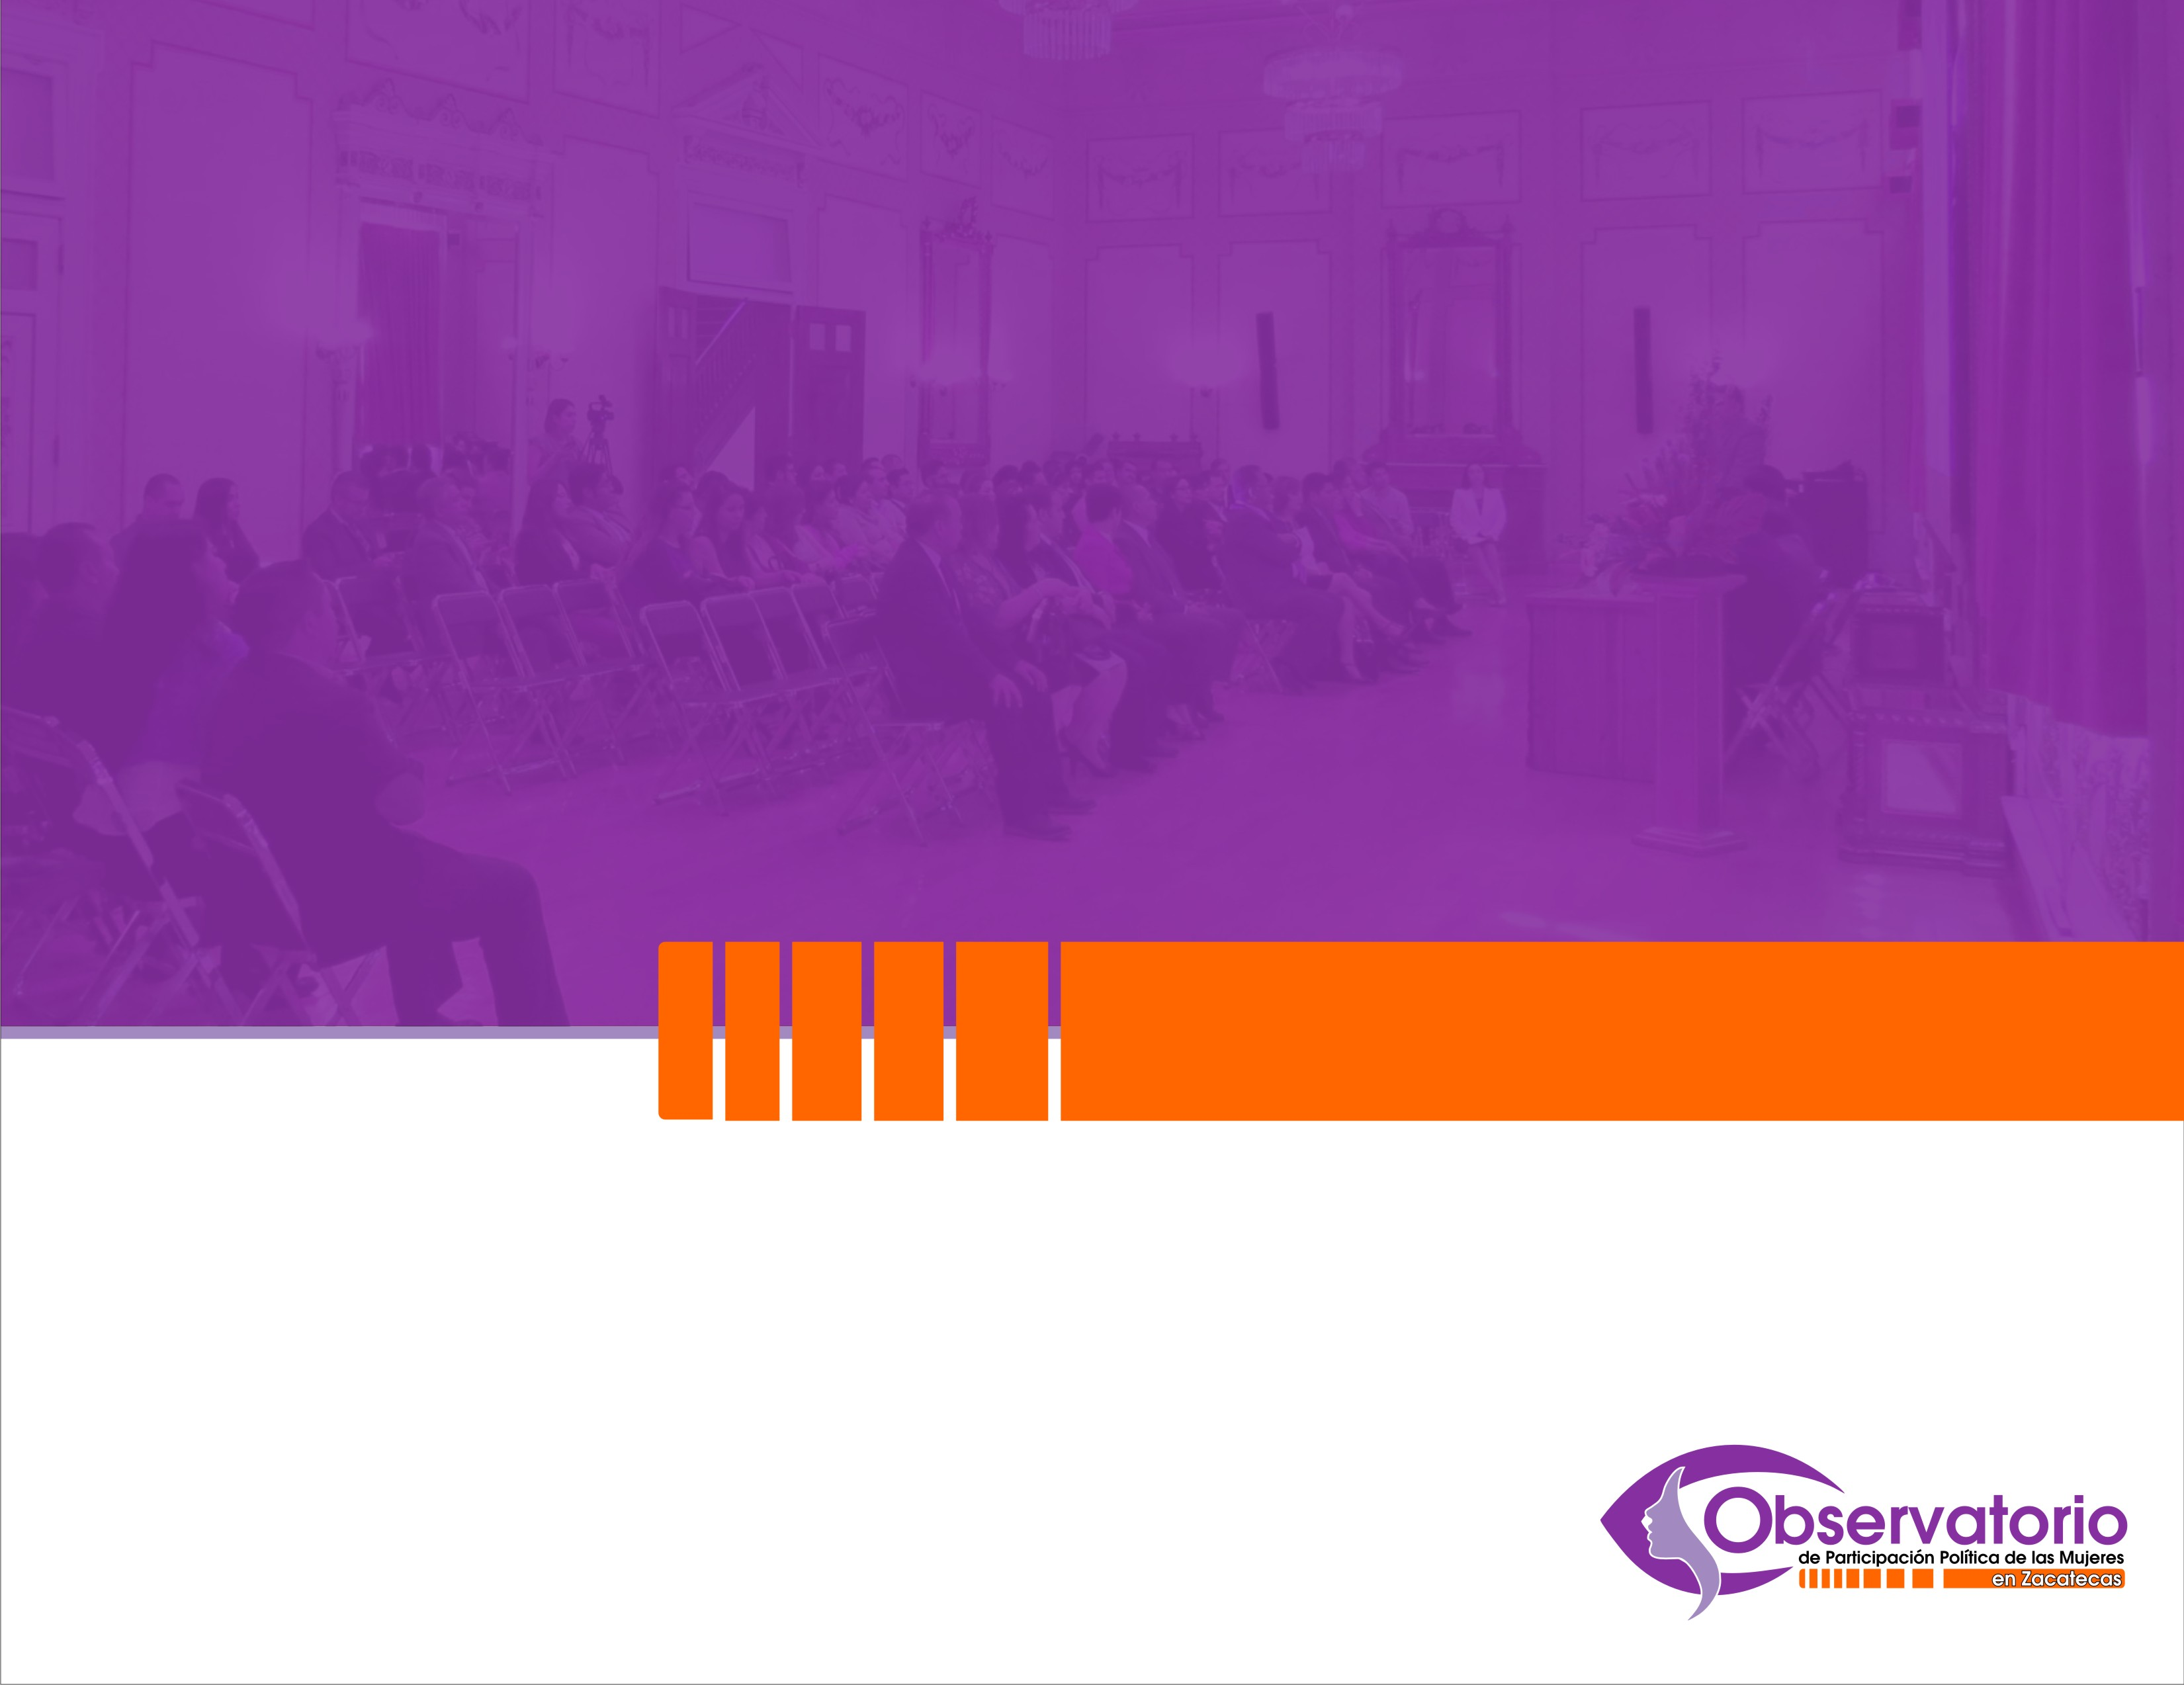 Observatorio
de Participación Política de las Mujeres
en Zacatecas